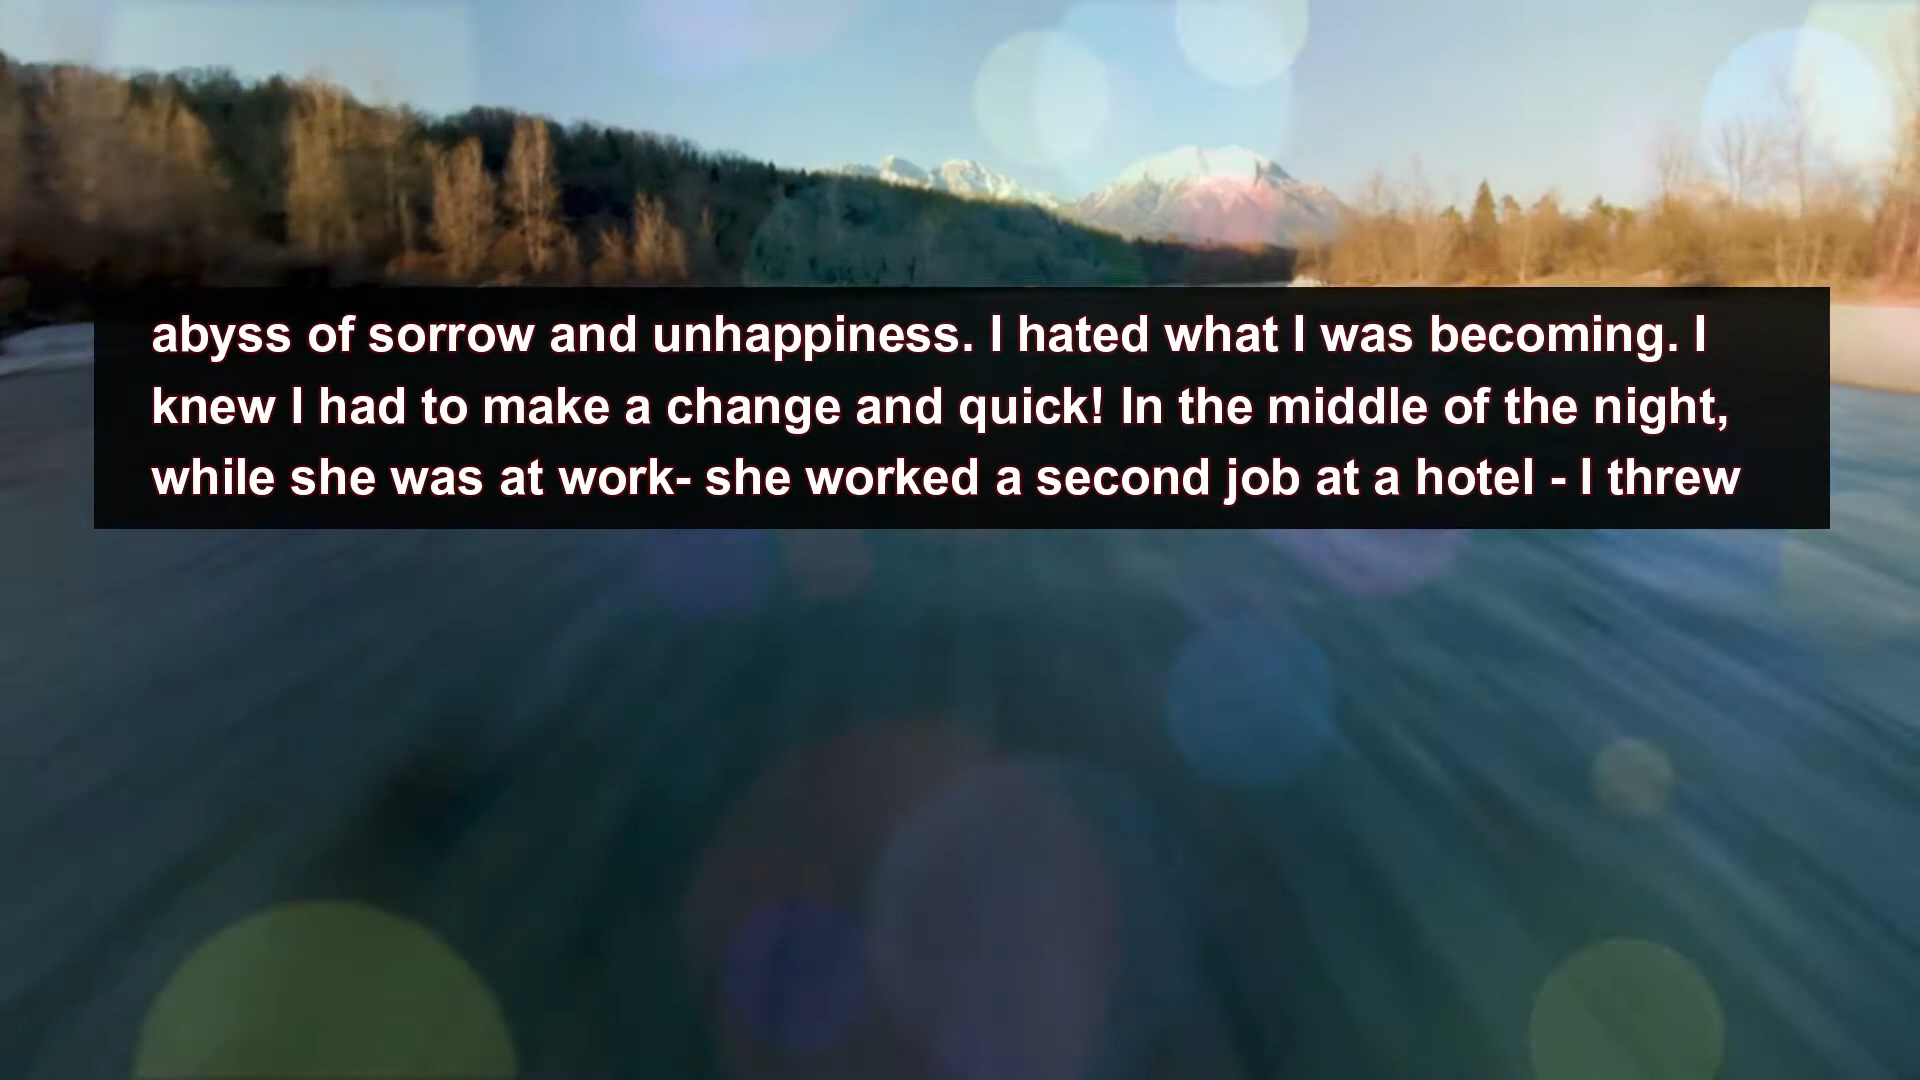 abyss of sorrow and unhappiness. I hated what I was becoming. I
knew I had to make a change and quick! In the middle of the night,
while she was at work- she worked a second job at a hotel - I threw